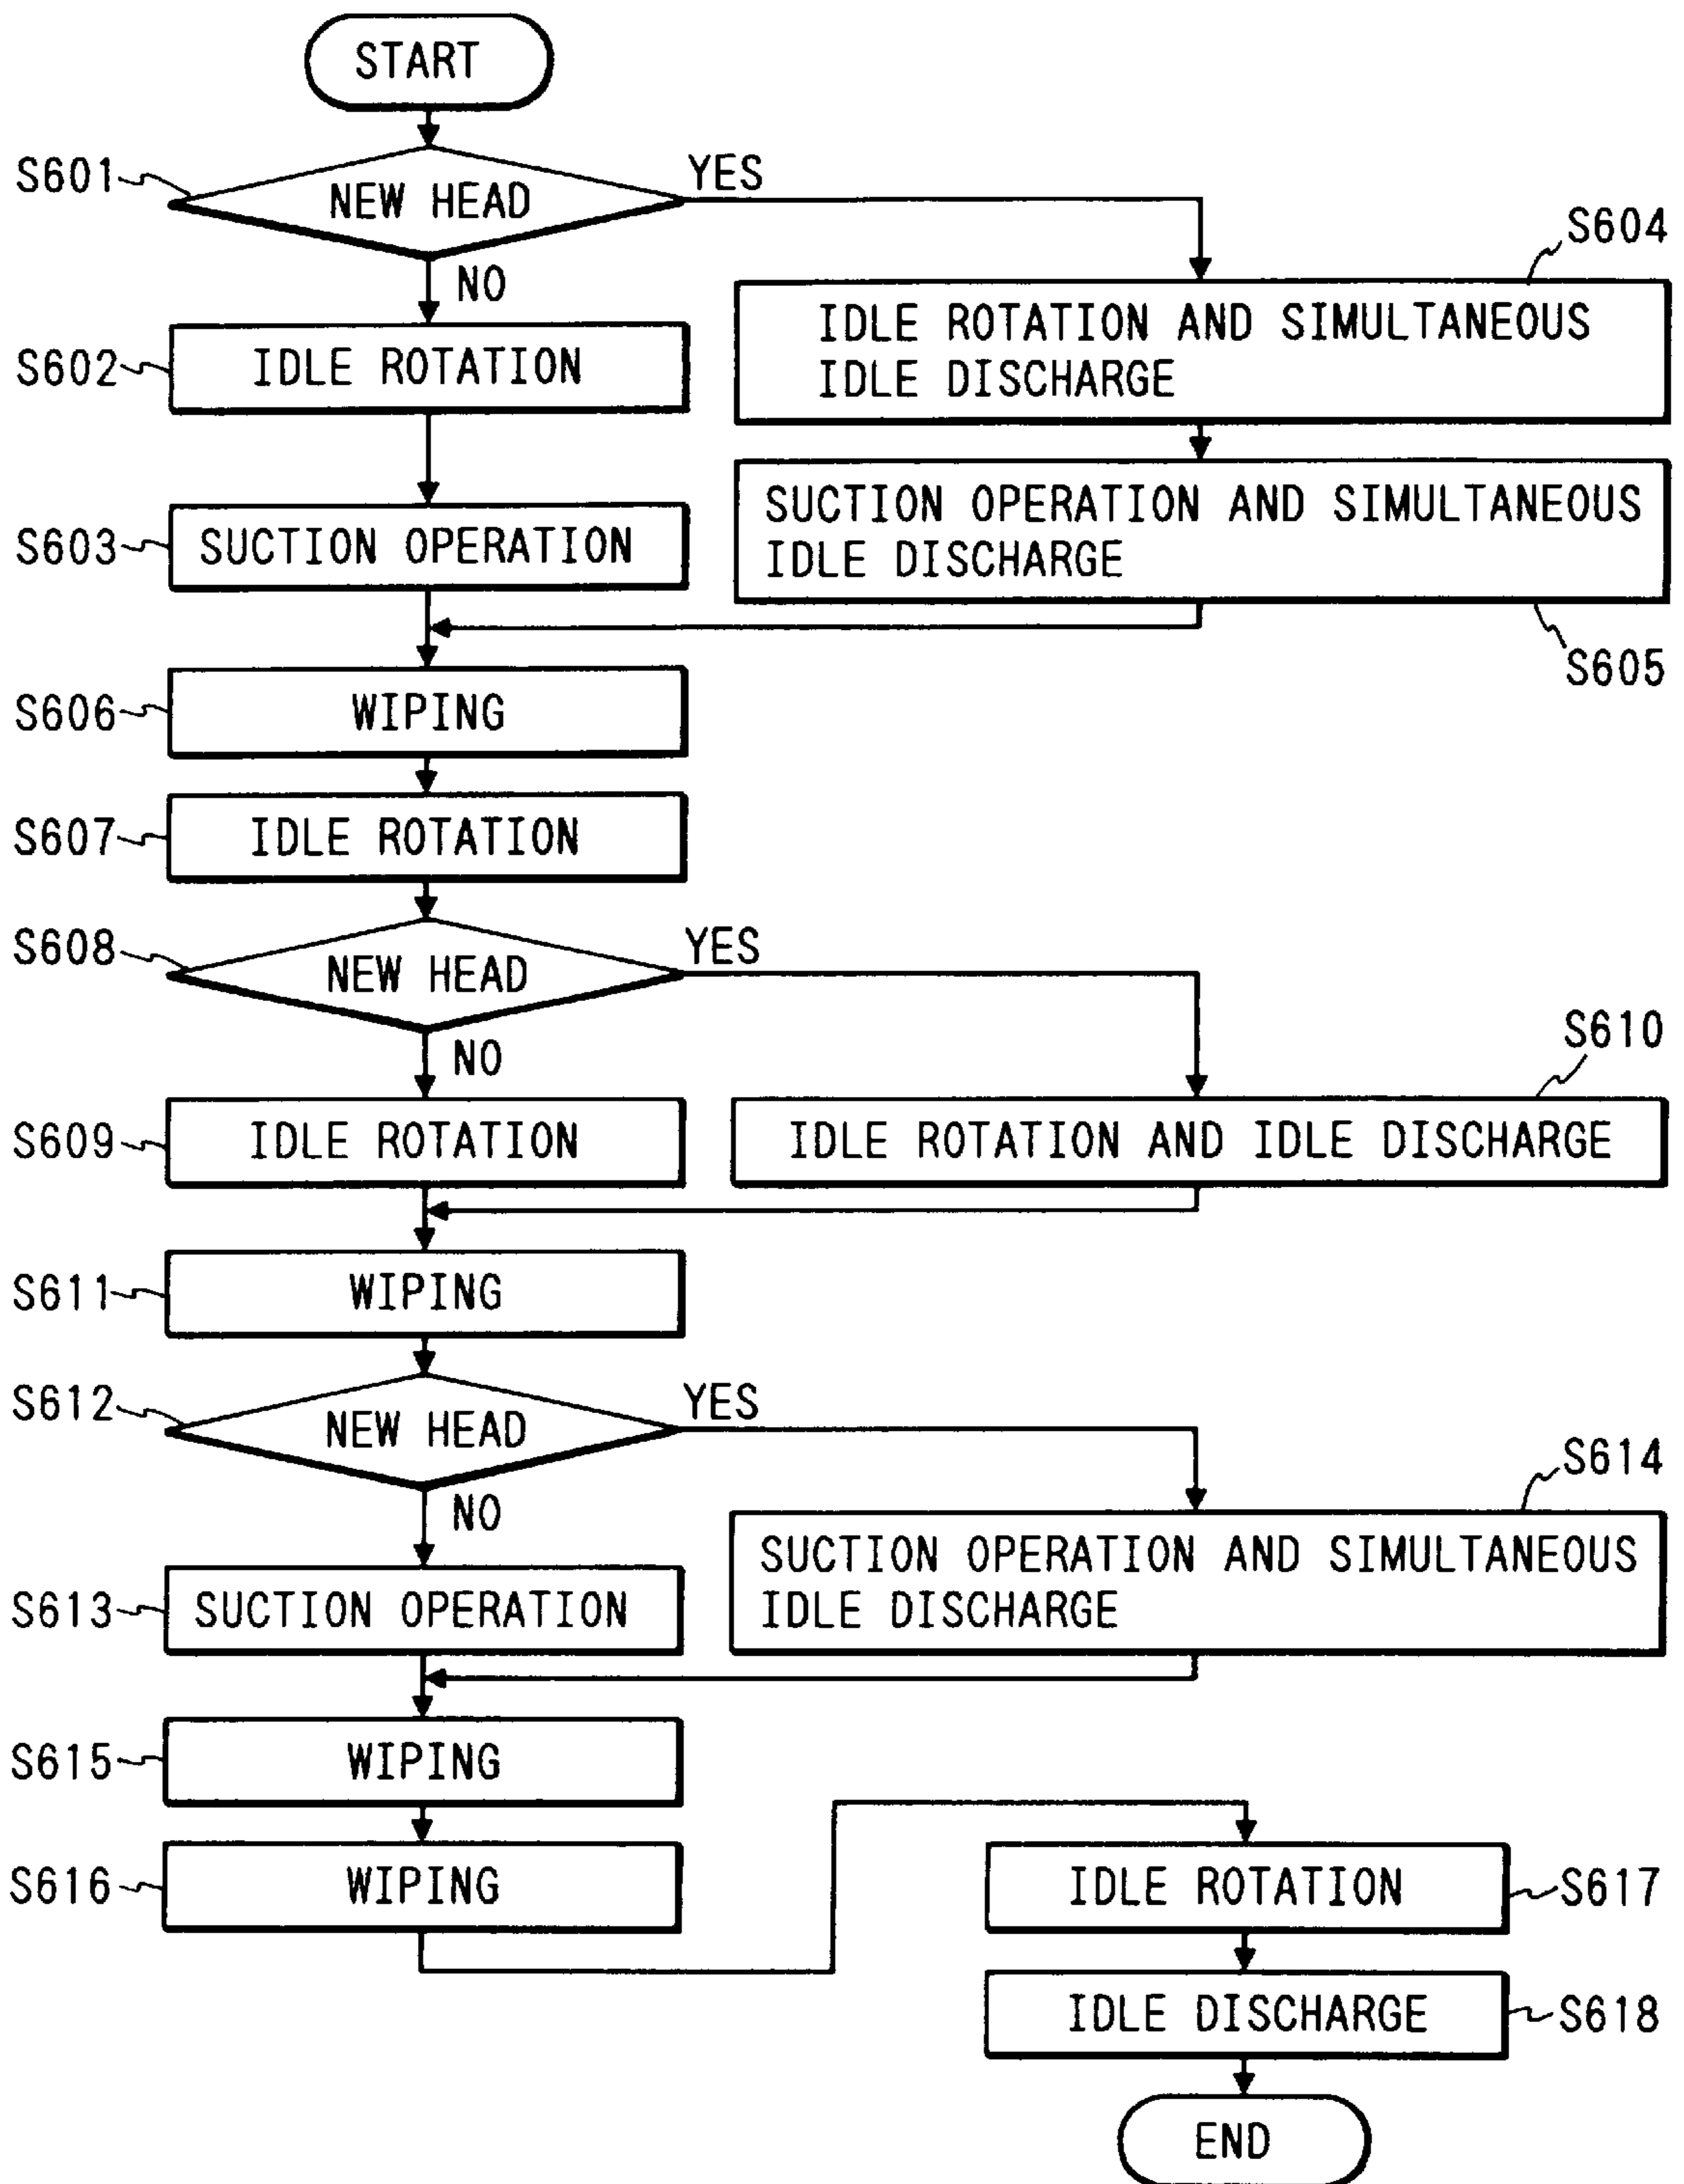 START
S601
NEW HEAD
YES
NO
S604
IDLE ROTATION AND SIMULTANEOUS
IDLE DISCHARGE
S602
IDLE ROTATION
S603
SUCTION OPERATION
SUCTION OPERATION AND SIMULTANEOUS
IDLE DISCHARGE
S605
S606
WIPING
S607
IDLE ROTATION
S608
NEW HEAD
YES
NO
S610
S609
IDLE ROTATION
IDLE ROTATION AND IDLE DISCHARGE
S611
WIPING
S612
NEW HEAD
YES
NO
S614
SUCTION OPERATION AND SIMULTANEOUS
IDLE DISCHARGE
S613
SUCTION OPERATION
S615
WIPING
S616
WIPING
IDLE ROTATION
S617
IDLE DISCHARGE
S618
END